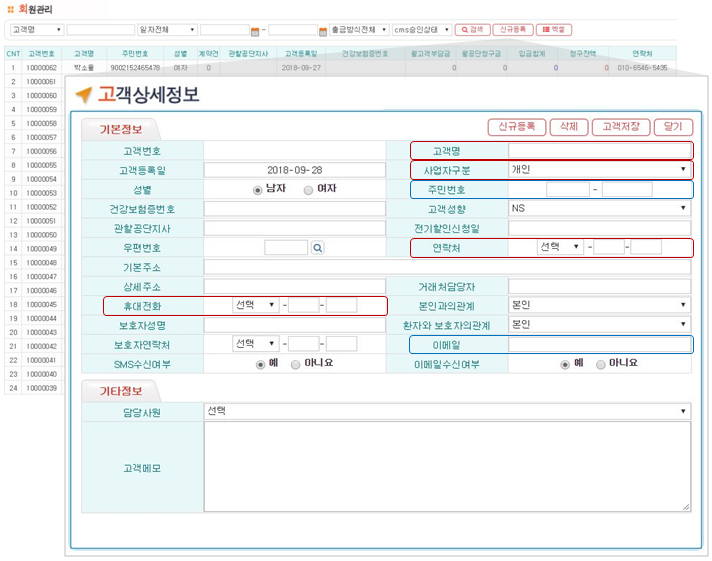 회원관리
고객명 일자전체 ~ 출금방식전체 cms승인상태 검색 신규등록 엑셀
CNT 고객번호 고객명 주민번호 성별 계약건 관할공단지사 고객등록일 건강보험증번호 월고객부담금 월공단청구금 입금합계 청구잔액 연락처
1 10000062 박소률 9002152465478 여자 0 2018-09-27 0 0 0 0 010-6546-5435
2 10000061
3 10000060
4 10000059
5 10000058
6 10000057
7 10000056
8 10000055
9 10000054
10 10000053
11 10000052
12 10000051
13 10000050
14 10000049
15 10000048
16 10000047
17 10000046
18 10000045
19 10000044
20 10000043
21 10000042
22 10000041
23 10000040
24 10000039
고객상세정보
기본정보 신규등록 삭제 고객저장 닫기
고객번호 고객명
고객등록일 2018-09-28 사업자구분 개인
성별 남자 여자 주민번호 -
건강보험증번호 고객성향 NS
관할공단지사 전기할인신청일
우편번호 연락처 선택 - -
기본주소
상세주소 거래처담당자
휴대전화 선택 - - 본인과의관계 본인
보호자성명 환자와 보호자의관계 본인
보호자연락처 선택 - - 이메일
SMS수신여부 예 아니요 이메일수신여부 예 아니요
기타정보
담당사원 선택
고객메모